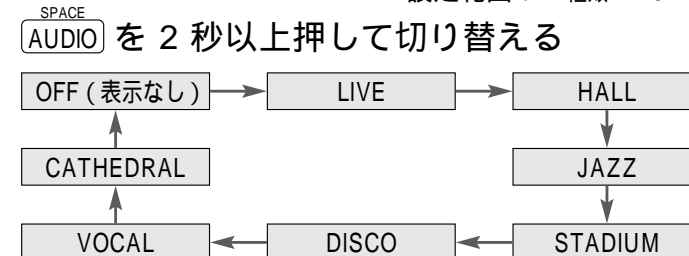 SPACE
AUDIO を 2 秒以上押して切り替える
OFF ( 表示なし )
LIVE
HALL
CATHEDRAL
JAZZ
VOCAL
DISCO
STADIUM